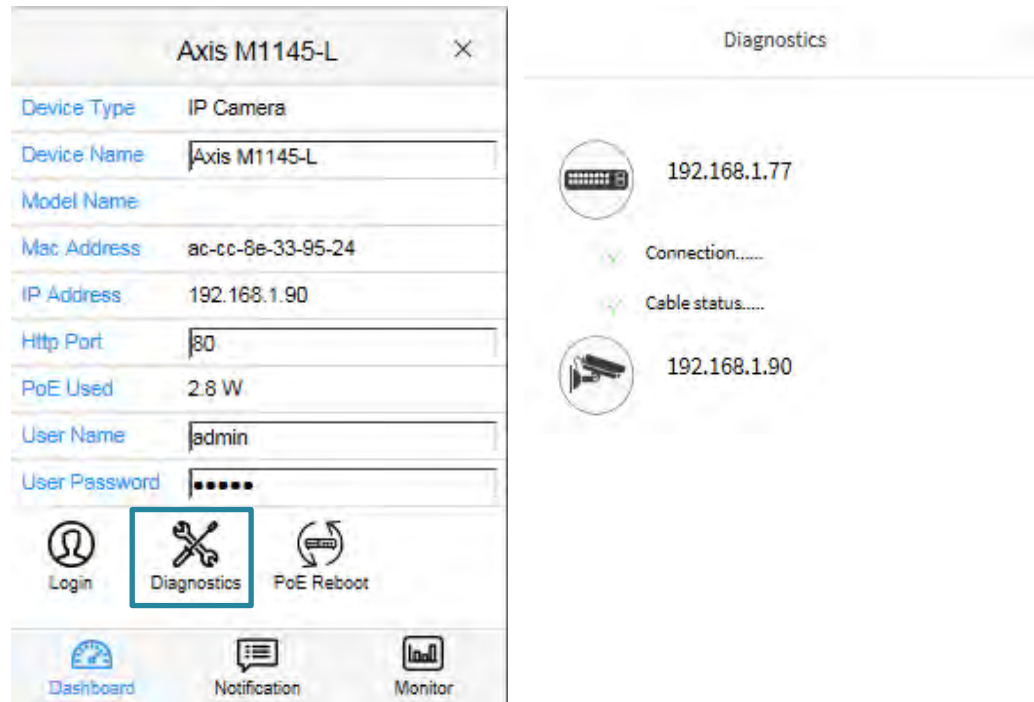 Axis M1145-L ×
Device Type IP Camera
Device Name Axis M1145-L
Model Name
Mac Address ac-cc-8e-33-95-24
IP Address 192.168.1.90
Http Port 80
PoE Used 2.8 W
User Name admin
User Password •••••
Login Diagnostics PoE Reboot
Dashboard Notification Monitor
Diagnostics
192.168.1.77
Connection......
Cable status.....
192.168.1.90